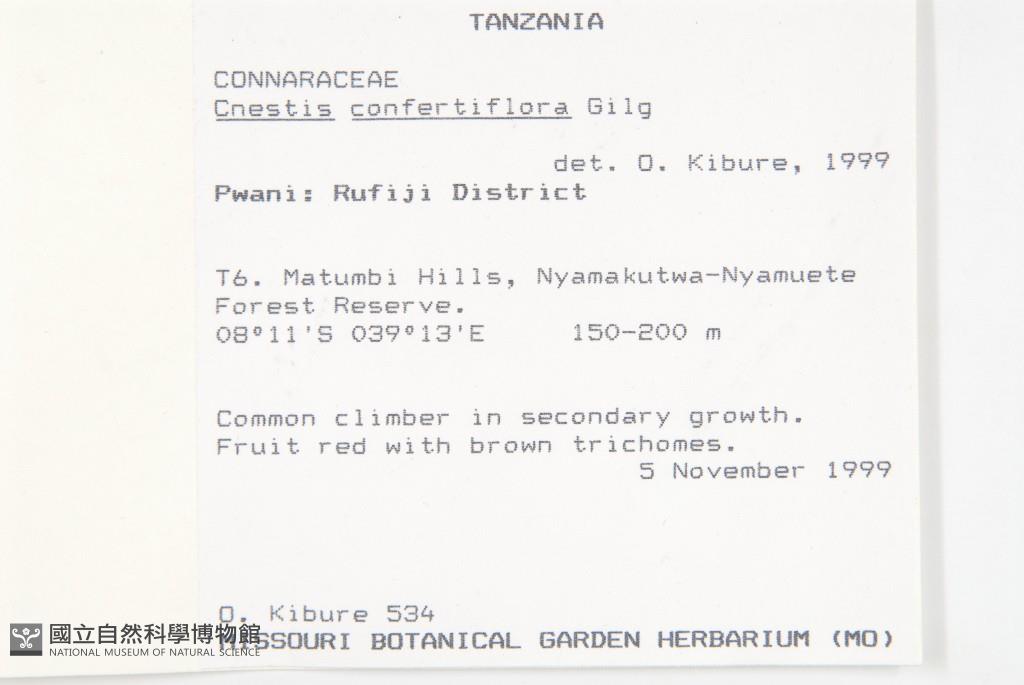 TANZANIA
CONNARACEAE
Cnestis confertiflora Gilg
det. O. Kibure, 1999
Pwani: Rufiji District
T6. Matumbi Hills, Nyamakutwa-Nyamuete
Forest Reserve.
08°11'S 039°13'E 150-200 m
Common climber in secondary growth.
Fruit red with brown trichomes.
5 November 1999
O. Kibure 534
MISSOURI BOTANICAL GARDEN HERBARIUM (MO)
國立自然科學博物館
NATIONAL MUSEUM OF NATURAL SCIENCE